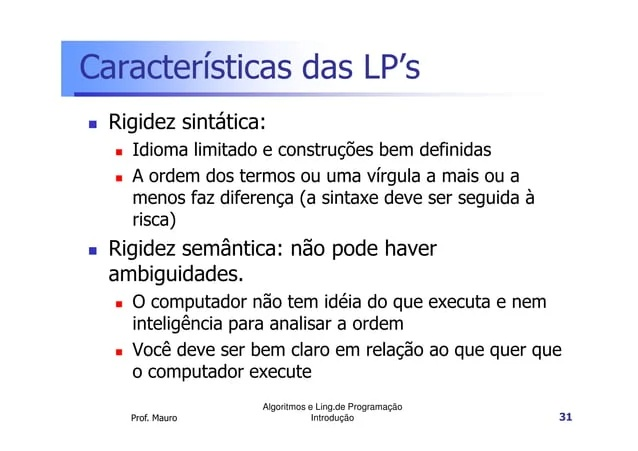 Características das LP’s
Rigidez sintática:
Idioma limitado e construções bem definidas
A ordem dos termos ou uma vírgula a mais ou a
menos faz diferença (a sintaxe deve ser seguida à
risca)
Rigidez semântica: não pode haver
ambiguidades.
O computador não tem idéia do que executa e nem
inteligência para analisar a ordem
Você deve ser bem claro em relação ao que quer que
o computador execute
Prof. Mauro
Algoritmos e Ling.de Programação
Introdução
31